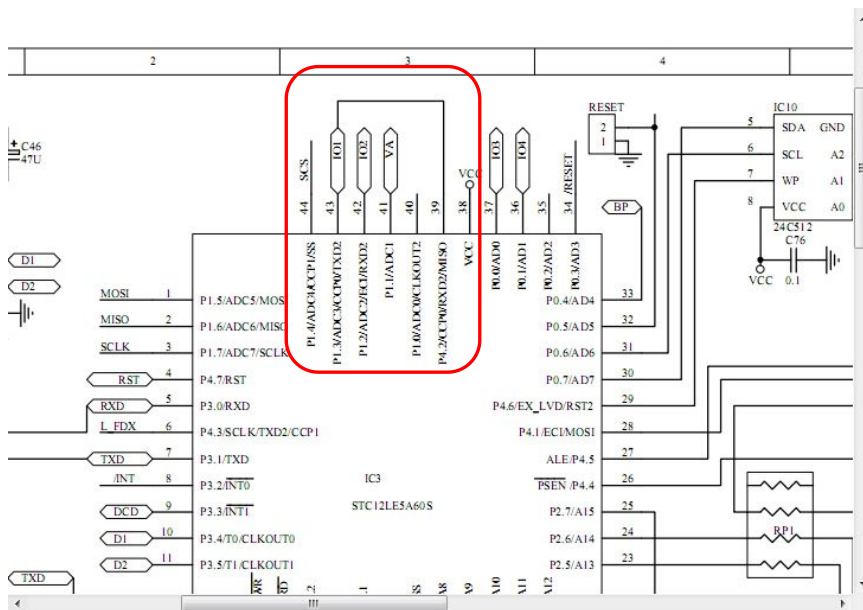 2
3
4
C46
47U
RESET
2
1
IC10
5
SDA
GND
6
SCL
A2
7
WP
A1
8
VCC
A0
24C512
C76
VCC
0.1
SCS
IO1
IO2
VA
VCC
IO3
IO4
/RESET
BP
44
43
42
41
40
39
38
37
36
35
34
P1.4/ADC4/CCP1/SS
P1.3/ADC3/CCP0/TXD2
P1.2/ADC2/ECI/RXD2
P1.1/ADC1
P1.0/ADC0/CLKOUT2
P4.2/CCP0/RXD2/MISO
VCC
P0.0/AD0
P0.1/AD1
P0.2/AD2
P0.3/AD3
D1
D2
MOSI
1
P1.5/ADC5/MOSI
P0.4/AD4
33
MISO
2
P1.6/ADC6/MISO
P0.5/AD5
32
SCLK
3
P1.7/ADC7/SCLK
P0.6/AD6
31
RST
4
P4.7/RST
P0.7/AD7
30
RXD
5
P3.0/RXD
P4.6/EX_LVD/RST2
29
L_FDX
6
P4.3/SCLK/TXD2/CCP1
P4.1/ECI/MOSI
28
TXD
7
P3.1/TXD
ALE/P4.5
27
/INT
8
P3.2/INT0
PSEN /P4.4
26
IC3
STC12LE5A60S
DCD
9
P3.3/INT1
P2.7/A15
25
D1
10
P3.4/T0/CLKOUT0
P2.6/A14
24
D2
11
P3.5/T1/CLKOUT1
P2.5/A13
23
RP1
TXD
A10
A11
A12